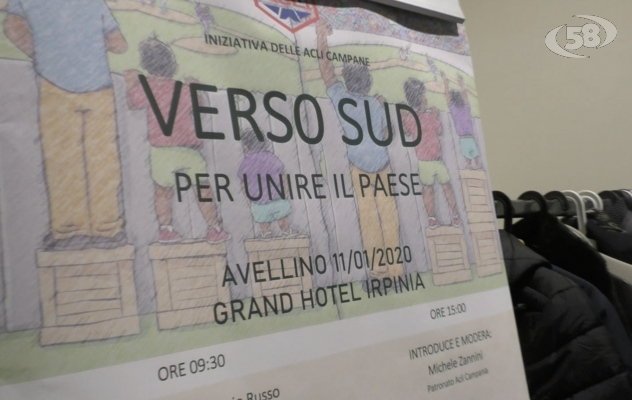 58
INIZIATIVA DELLE ACLI CAMPANE
VERSO SUD
PER UNIRE IL PAESE
AVELLINO 11/01/2020
GRAND HOTEL IRPINIA
ORE 09:30
Russo
ORE 15:00
INTRODUCE E MODERA:
Michele Zannini
Patronato Acli Campania